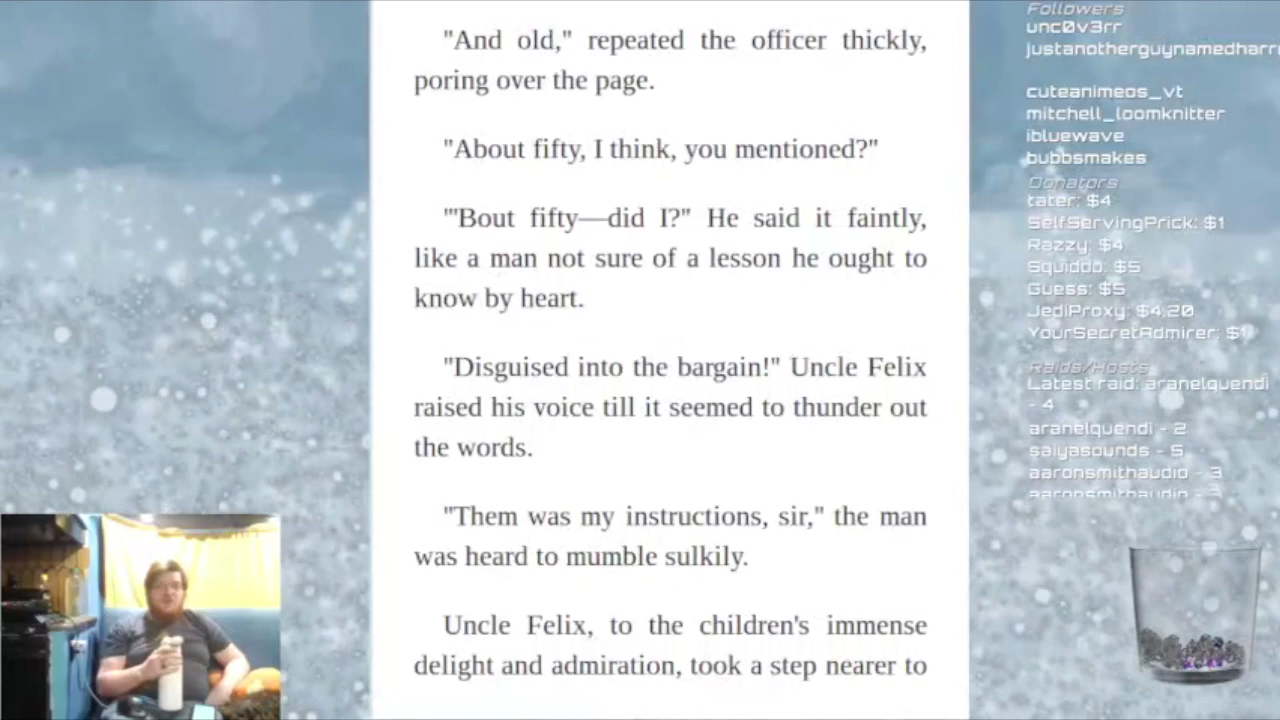 "And old," repeated the officer thickly,
poring over the page.
"About fifty, I think, you mentioned?"
"'Bout fifty—did I?" He said it faintly,
like a man not sure of a lesson he ought to
know by heart.
"Disguised into the bargain!" Uncle Felix
raised his voice till it seemed to thunder out
the words.
"Them was my instructions, sir," the man
was heard to mumble sulkily.
Uncle Felix, to the children's immense
delight and admiration, took a step nearer to
Followers
unc0v3rr
justanotherguynamedharr
cuteanimeos_vt
mitchell_loomknitter
ibluewave
bubbsmakes
Donators
tater: $4
SelfServingPrick: $1
Razzy: $4
Squiddo: $5
Guess: $5
JediProxy: $4.20
YourSecretAdmirer: $1
Raids/Hosts
Latest raid: aranelquendi
- 4
aranelquendi - 2
saiyasounds - 5
aaronsmithaudio - 3
aaronsmithaudio - 3